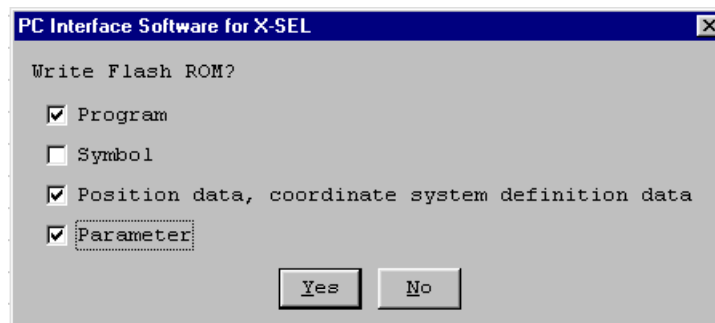 PC Interface Software for X-SEL
Write Flash ROM?
Program
Symbol
Position data, coordinate system definition data
Parameter
Yes No